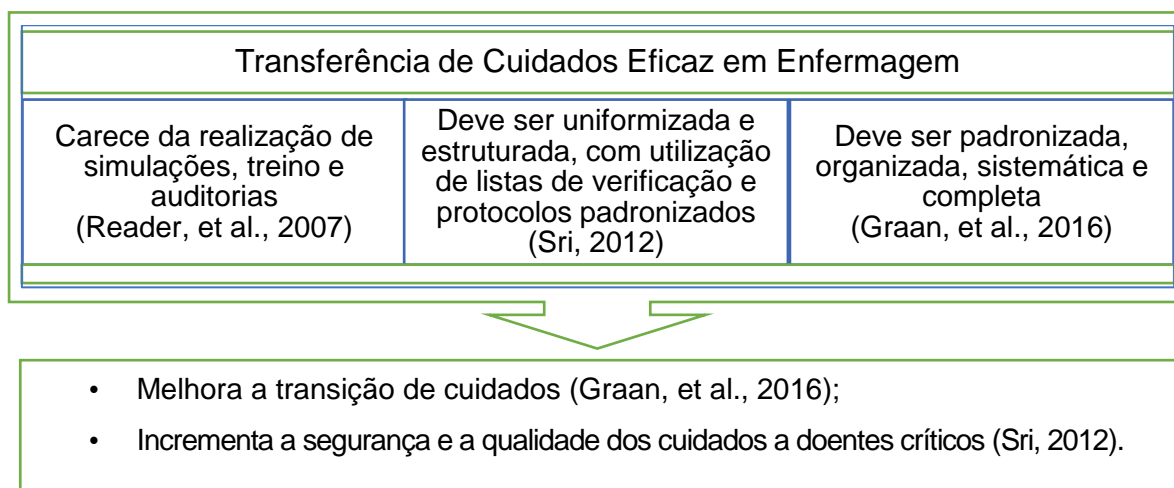 Transferência de Cuidados Eficaz em Enfermagem
Carece da realização de
simulações, treino e
auditorias
(Reader, et al., 2007)
Deve ser uniformizada e
estruturada, com utilização
de listas de verificação e
protocolos padronizados
(Sri, 2012)
Deve ser padronizada,
organizada, sistemática e
completa
(Graan, et al., 2016)
• Melhora a transição de cuidados (Graan, et al., 2016);
• Incrementa a segurança e a qualidade dos cuidados a doentes críticos (Sri, 2012).